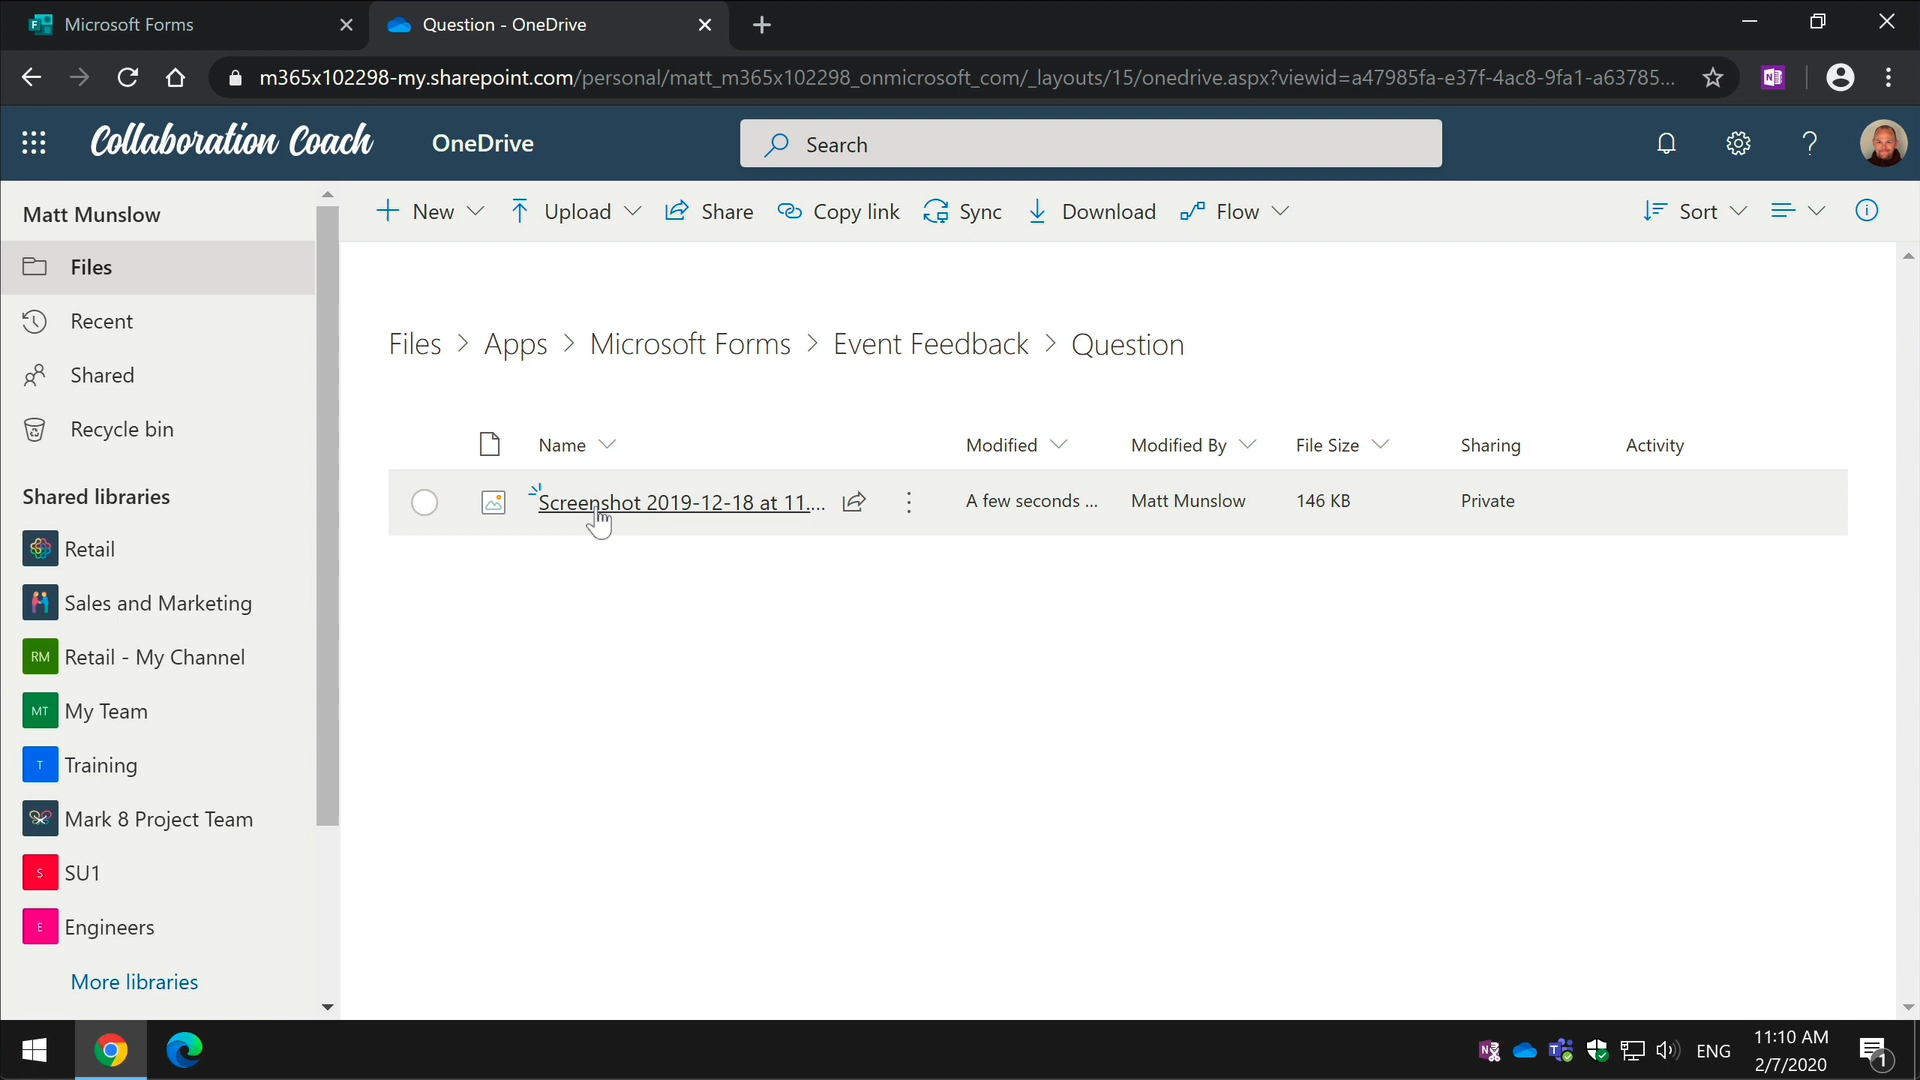 Microsoft Forms
Question - OneDrive
m365x102298-my.sharepoint.com/personal/matt_m365x102298_onmicrosoft_com/_layouts/15/onedrive.aspx?viewid=a47985fa-e37f-4ac8-9fa1-a63785...
Collaboration Coach
OneDrive
Search
Matt Munslow
New
Upload
Share
Copy link
Sync
Download
Flow
Sort
Files
Recent
Shared
Recycle bin
Shared libraries
Retail
Sales and Marketing
RM Retail - My Channel
MT My Team
T Training
Mark 8 Project Team
S SU1
E Engineers
More libraries
Files > Apps > Microsoft Forms > Event Feedback > Question
Name Modified Modified By File Size Sharing Activity
Screenshot 2019-12-18 at 11.... A few seconds ... Matt Munslow 146 KB Private
ENG
11:10 AM
2/7/2020
1